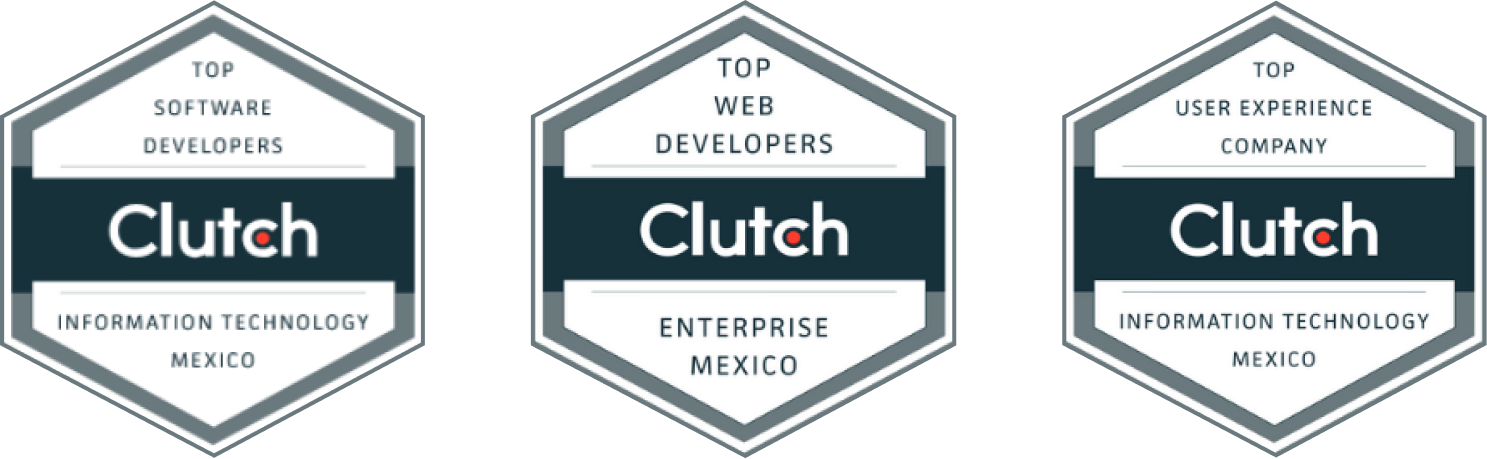 TOP
SOFTWARE
DEVELOPERS
Clutch
INFORMATION TECHNOLOGY
MEXICO
TOP
WEB
DEVELOPERS
Clutch
ENTERPRISE
MEXICO
TOP
USER EXPERIENCE
COMPANY
Clutch
INFORMATION TECHNOLOGY
MEXICO